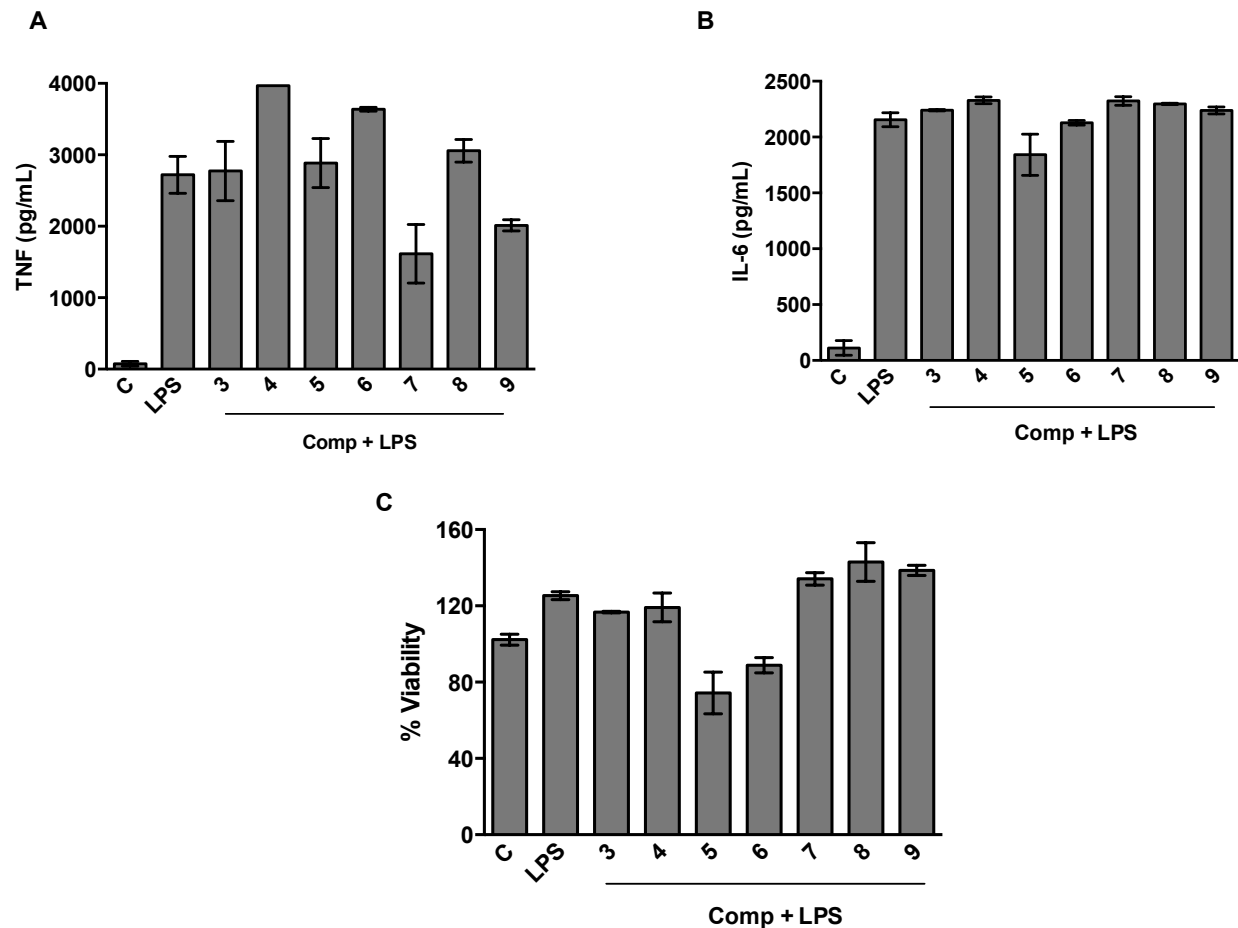 A
TNF (pg/mL)
4000
3000
2000
1000
0
C LPS 3 4 5 6 7 8 9
Comp + LPS
B
IL-6 (pg/mL)
2500
2000
1500
1000
500
0
C LPS 3 4 5 6 7 8 9
Comp + LPS
C
% Viability
160
120
80
40
0
C LPS 3 4 5 6 7 8 9
Comp + LPS